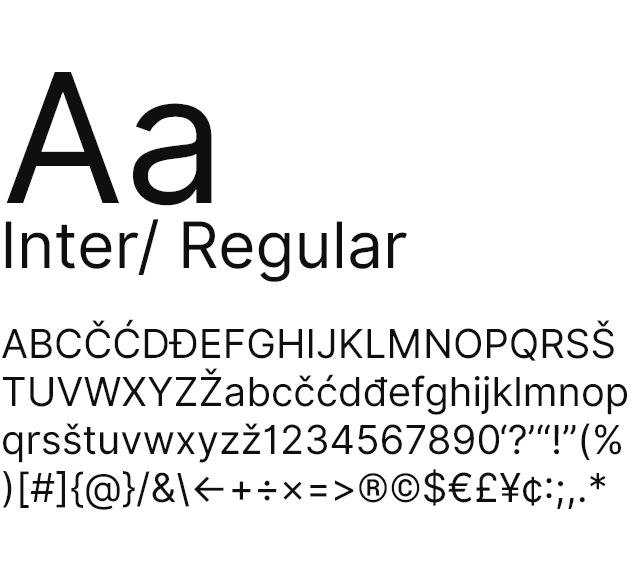 Aa
Inter/ Regular
ABCČĆDĐEFGHIJKLMNOPQRSŠ
TUVWXYZŽabcčćdđefghijklmnop
qrsštuvwxyzž1234567890‘?’“!”(%
)[#]{@}/&\←+÷×=>®©$€£¥¢:;,.*